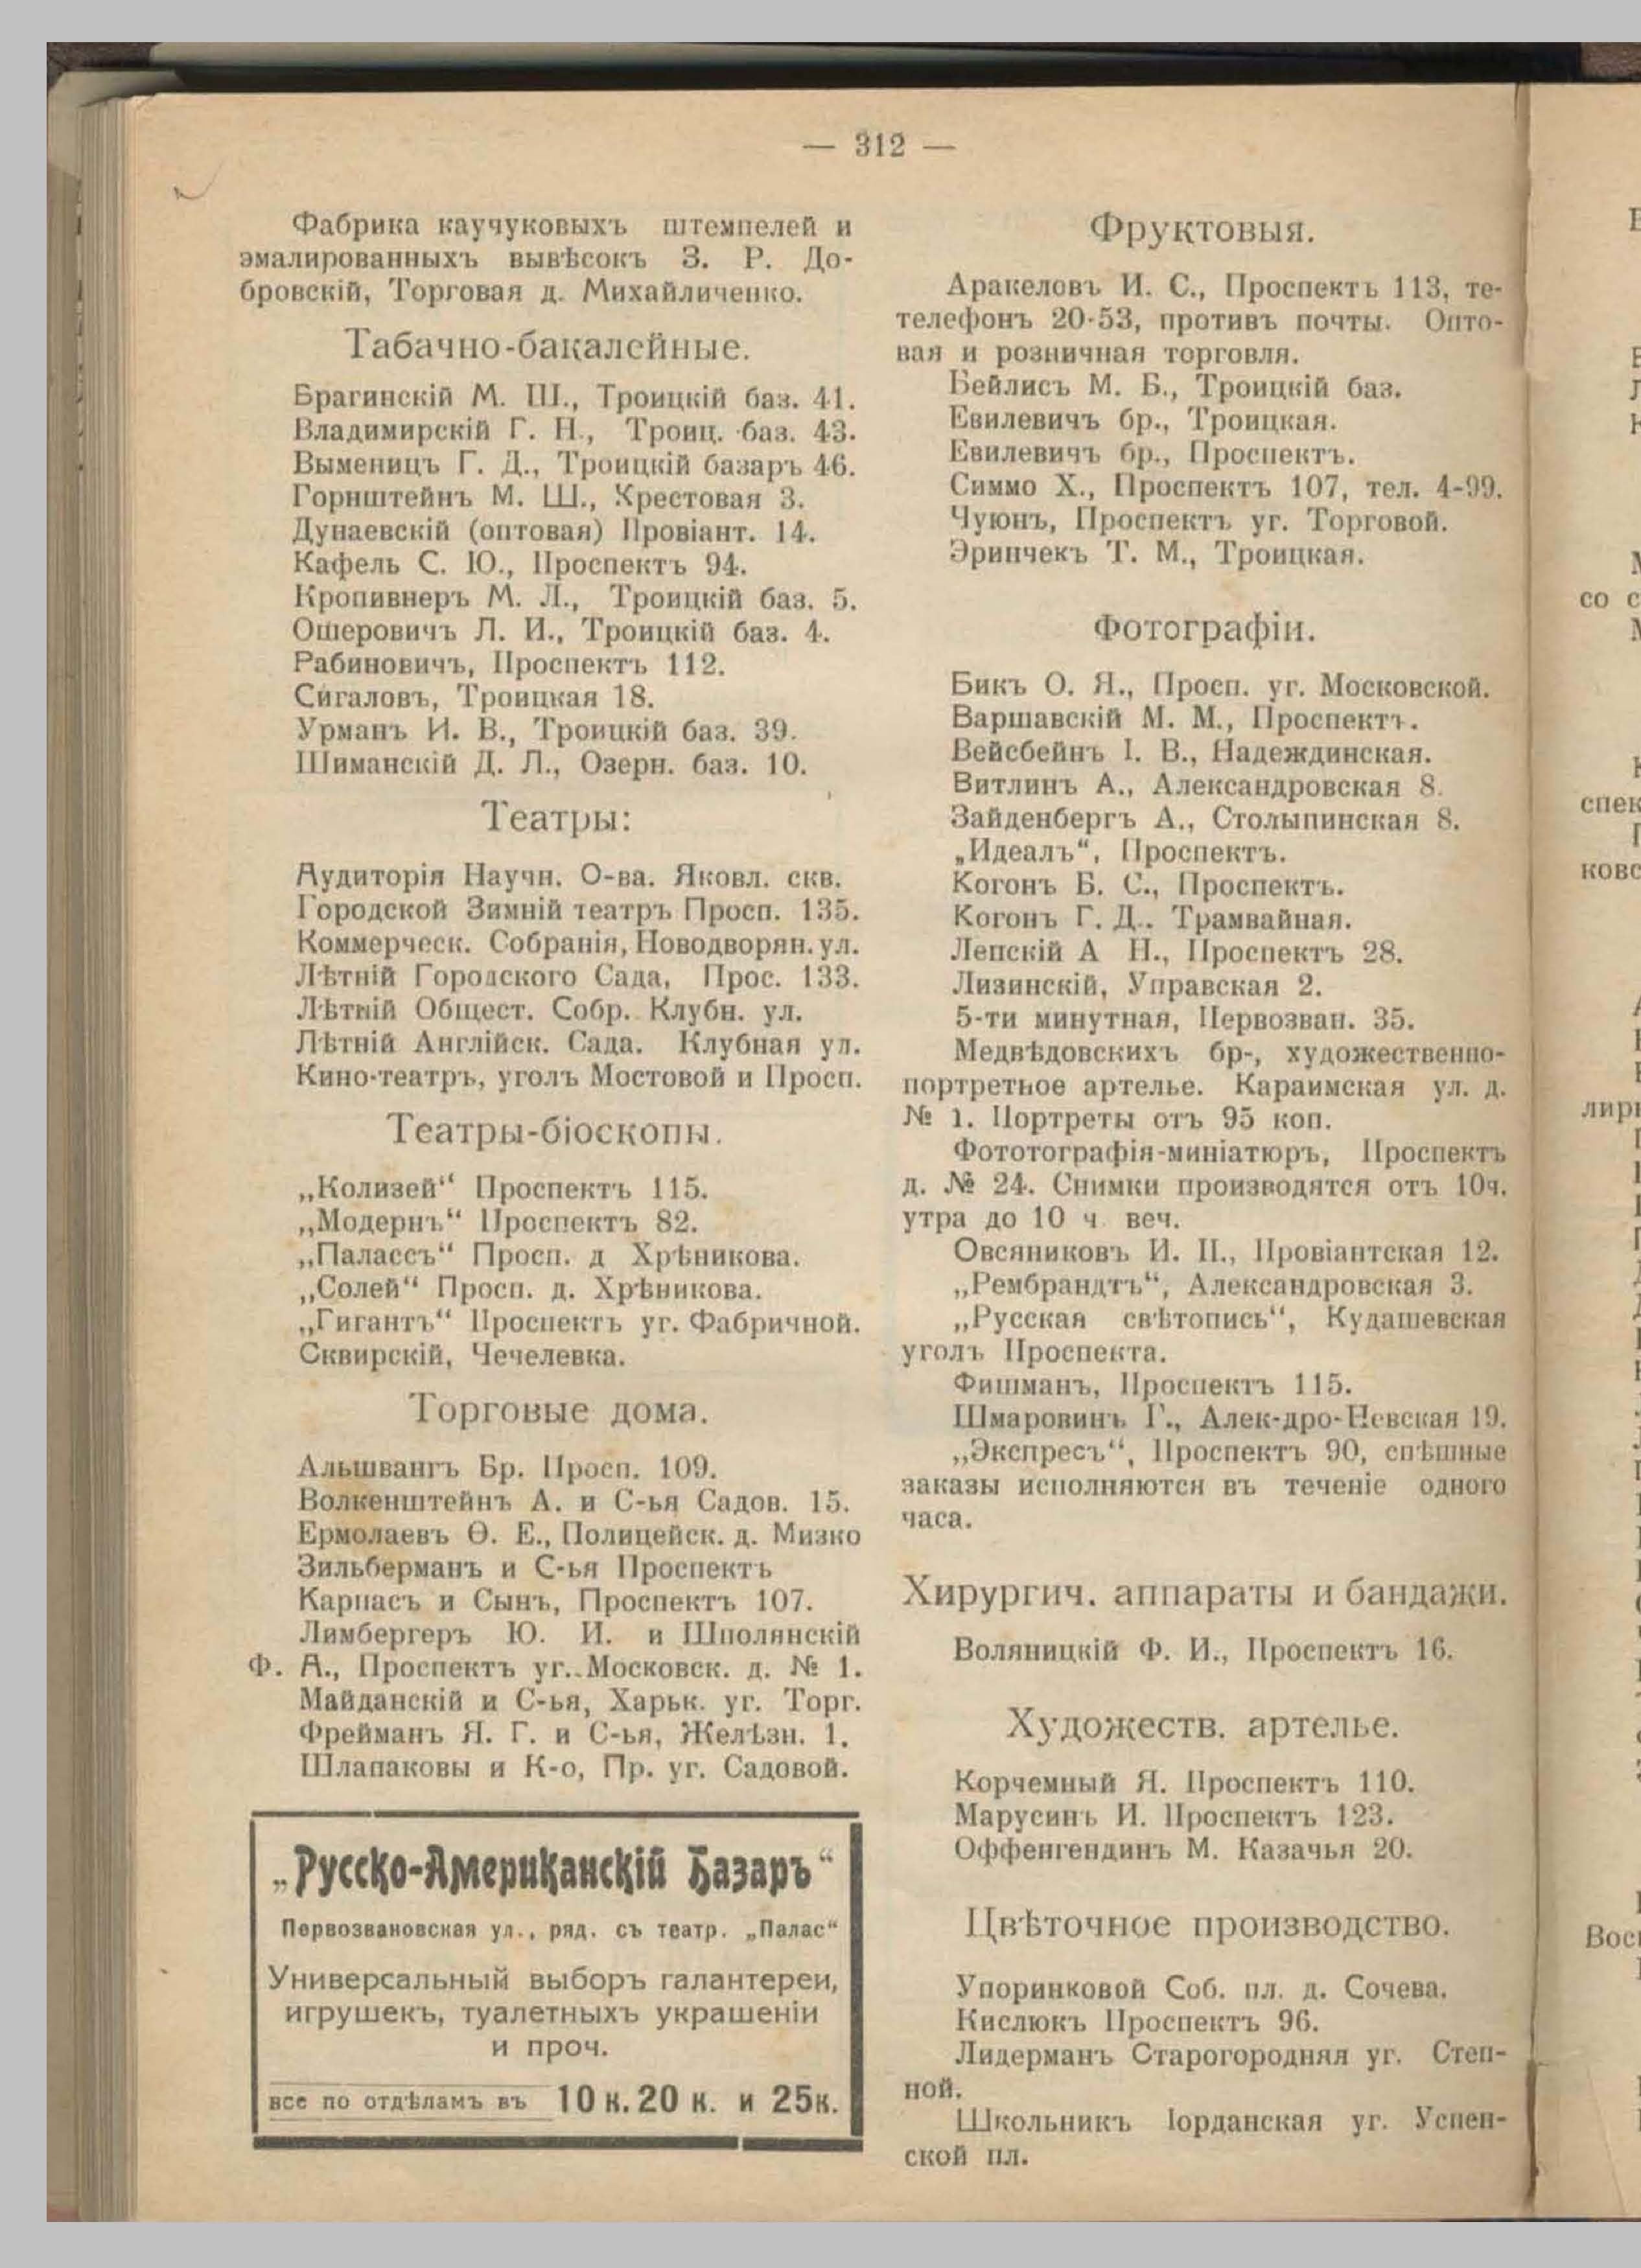 — 312 —
Фабрика каучуковыхъ штемпелей и
эмалированныхъ вывѣсокъ З. Р. До-
бровскій, Торговая д. Михайличенко.
Табачно-бакалейные.
Брагинскій М. Ш., Троицкій баз. 41.
Владимирскій Г. Н., Троиц. баз. 43.
Выменицъ Г. Д., Троицкій базаръ 46.
Горнштейнъ М. Ш., Крестовая 3.
Дунаевскій (оптовая) Провіант. 14.
Кафель С. Ю., Проспектъ 94.
Кропивнеръ М. Л., Троицкій баз. 5.
Ошеровичъ Л. И., Троицкій баз. 4.
Рабиновичъ, Проспектъ 112.
Сигаловъ, Троицкая 18.
Урманъ И. В., Троицкій баз. 39.
Шиманскій Д. Л., Озерн. баз. 10.
Театры:
Аудиторія Научн. О-ва. Яковл. скв.
Городской Зимній театръ Просп. 135.
Коммерческ. Собранія, Новодворян. ул.
Лѣтній Городского Сада, Прос. 133.
Лѣтній Общест. Собр. Клубн. ул.
Лѣтній Англійск. Сада. Клубная ул.
Кино-театръ, уголъ Мостовой и Просп.
Театры-біоскопы.
„Колизей“ Проспектъ 115.
„Модернъ“ Проспектъ 82.
„Палассъ“ Просп. д Хрѣникова.
„Солей“ Просп. д. Хрѣникова.
„Гигантъ“ Проспектъ уг. Фабричной.
Сквирскій, Чечелевка.
Торговые дома.
Альшвангъ Бр. Просп. 109.
Волкенштейнъ А. и С-ья Садов. 15.
Ермолаевъ Ѳ. Е., Полицейск. д. Мизко
Зильберманъ и С-ья Проспектъ
Карпасъ и Сынъ, Проспектъ 107.
Лимбергеръ Ю. И. и Шполянскій
Ф. А., Проспектъ уг. Московск. д. № 1.
Майданскій и С-ья, Харьк. уг. Торг.
Фрейманъ Я. Г. и С-ья, Желѣзн. 1.
Шлапаковы и К-о, Пр. уг. Садовой.
„Русско-Американскій Базаръ“
Первозвановская ул., ряд. съ театр. „Палас“
Универсальный выборъ галантереи,
игрушекъ, туалетныхъ украшеніи
и проч.
все по отдѣламъ въ 10 к. 20 к. и 25к.
Фруктовыя.
Аракеловъ И. С., Проспектъ 113, те-
телефонъ 20-53, противъ почты. Опто-
вая и розничная торговля.
Бейлисъ М. Б., Троицкій баз.
Евилевичъ бр., Троицкая.
Евилевичъ бр., Проспектъ.
Симмо Х., Проспектъ 107, тел. 4-99.
Чуюнъ, Проспектъ уг. Торговой.
Эринчекъ Т. М., Троицкая.
Фотографіи.
Бикъ О. Я., Просп. уг. Московской.
Варшавскій М. М., Проспектъ.
Вейсбейнъ І. В., Надеждинская.
Витлинъ А., Александровская 8.
Зайденбергъ А., Столыпинская 8.
„Идеалъ“, Проспектъ.
Когонъ Б. С., Проспектъ.
Когонъ Г. Д.. Трамвайная.
Лепскій А Н., Проспектъ 28.
Лизинскій, Управская 2.
5-ти минутная, Первозван. 35.
Медвѣдовскихъ бр-, художественно-
портретное артелье. Караимская ул. д.
№ 1. Портреты отъ 95 коп.
Фототографія-миніатюръ, Проспектъ
д. № 24. Снимки производятся отъ 10ч.
утра до 10 ч веч.
Овсяниковъ И. П., Провіантская 12.
„Рембрандтъ“, Александровская 3.
„Русская свѣтопись“, Кудашевская
уголъ Проспекта.
Фишманъ, Проспектъ 115.
Шмаровинъ Г., Алек-дро-Невская 19.
„Экспресъ“, Проспектъ 90, спѣшные
заказы исполняются въ теченіе одного
часа.
Хирургич. аппараты и бандажи.
Воляницкій Ф. И., Проспектъ 16.
Художеств. артелье.
Корчемный Я. Проспектъ 110.
Марусинъ И. Проспектъ 123.
Оффенгендинъ М. Казачья 20.
Цвѣточное производство.
Упоринковой Соб. пл. д. Сочева.
Кислюкъ Проспектъ 96.
Лидерманъ Старогородняя уг. Степ-
ной.
Школьникъ Іорданская уг. Успен-
ской пл.